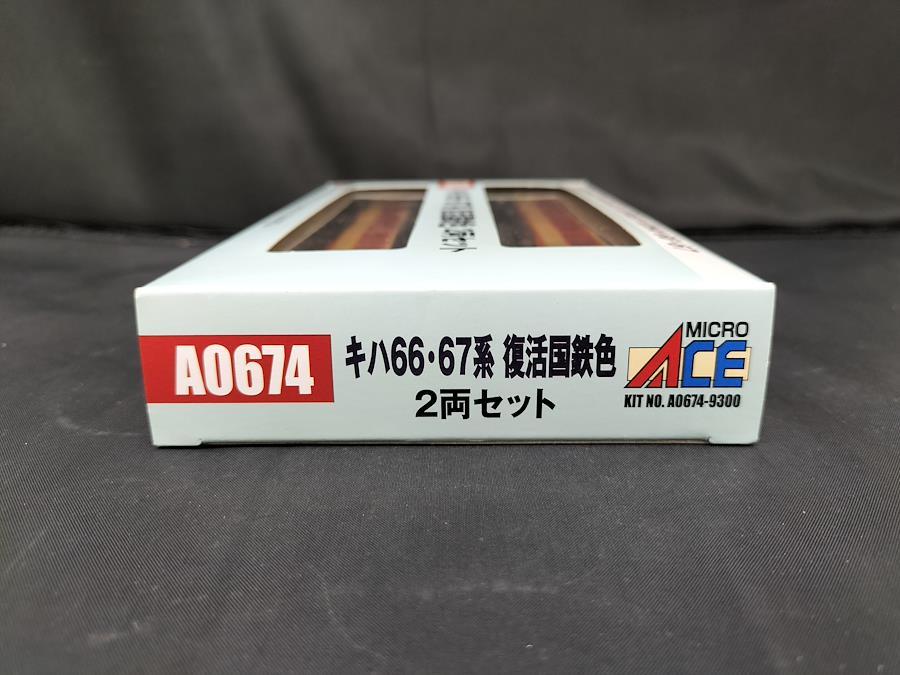 A0674
キハ66・67系 復活国鉄色
2両セット
MICRO
ACE
KIT NO. A0674-9300